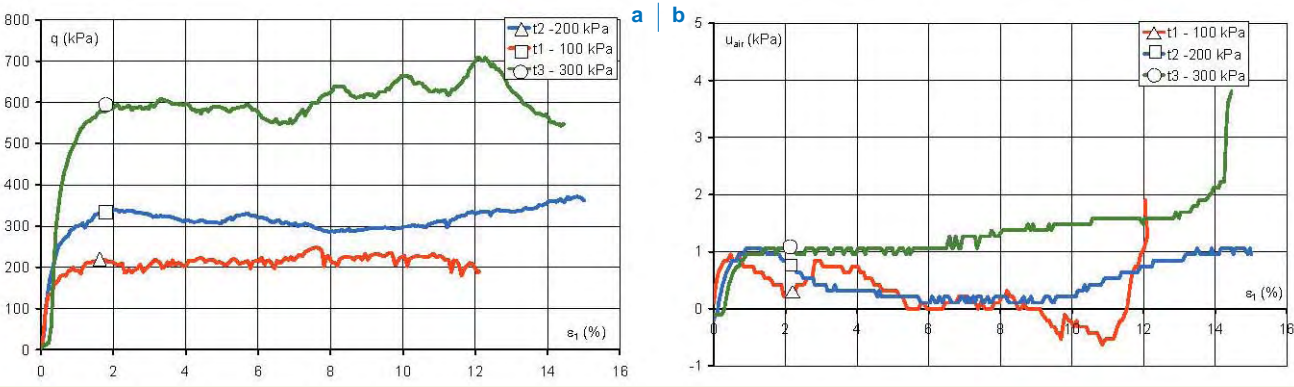 a | b
q (kPa)
t2 -200 kPa
t1 - 100 kPa
t3 - 300 kPa
800
700
600
500
400
300
200
100
0
0 2 4 6 8 10 12 14 16
ε1 (%)
uair (kPa)
t1 - 100 kPa
t2 -200 kPa
t3 - 300 kPa
5
4
3
2
1
0
-1
0 2 4 6 8 10 12 14 16
ε1 (%)